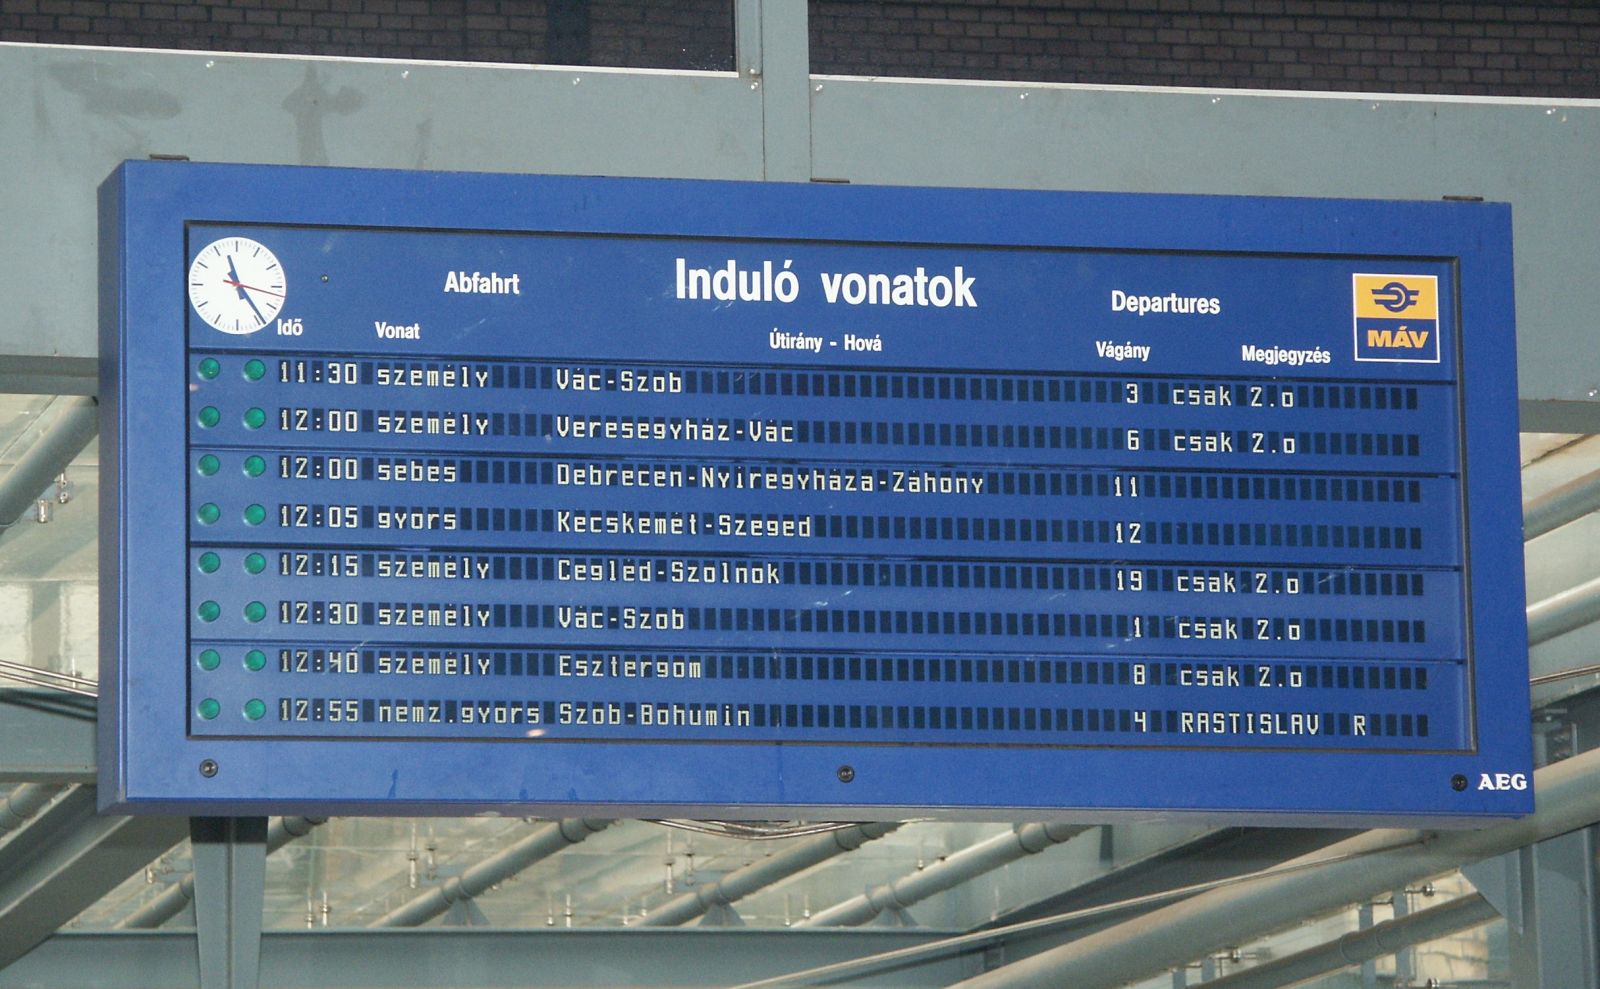 Abfahrt Induló vonatok Departures
MÁV
Idő Vonat Útirány - Hová Vágány Megjegyzés
11:30 személy Vác-Szob 3 csak 2.o
12:00 személy Veresegyház-Vác 6 csak 2.o
12:00 sebes Debrecen-Nyíregyháza-Záhony 11
12:05 gyors Kecskemét-Szeged 12
12:15 személy Cegléd-Szolnok 19 csak 2.o
12:30 személy Vác-Szob 1 csak 2.o
12:40 személy Esztergom 8 csak 2.o
12:55 nemz.gyors Szob-Bohumin 4 RASTISLAV R
AEG